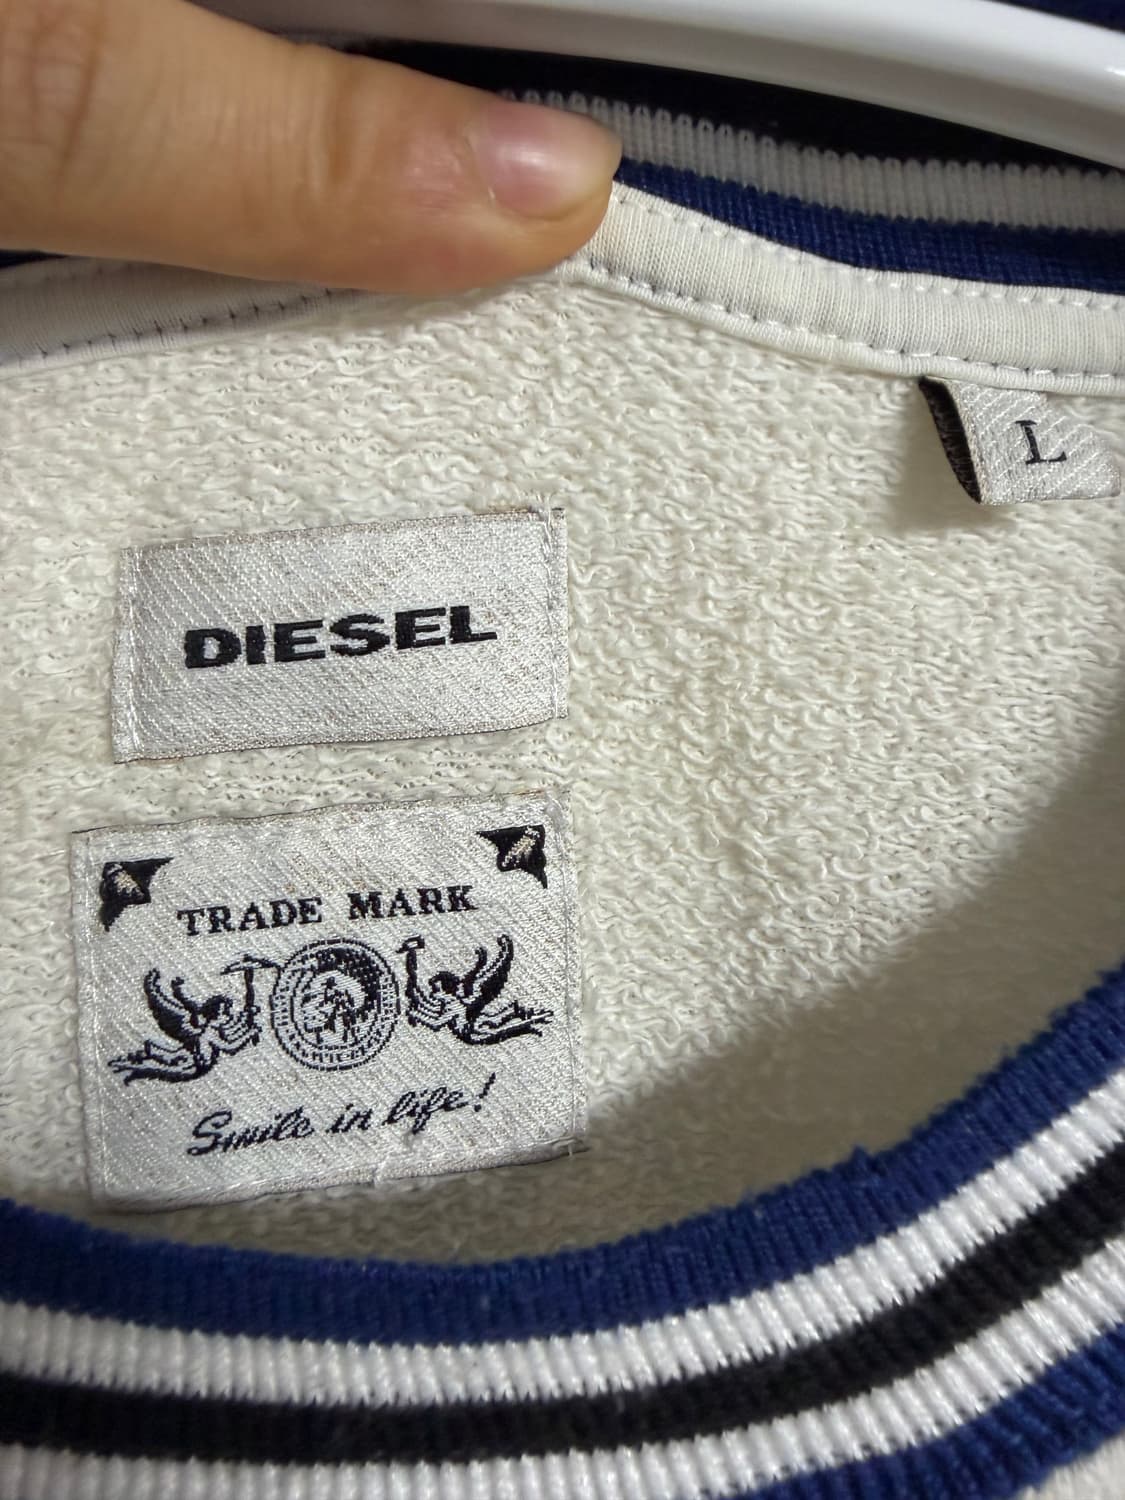 L
DIESEL
TRADE MARK
Smile in life!